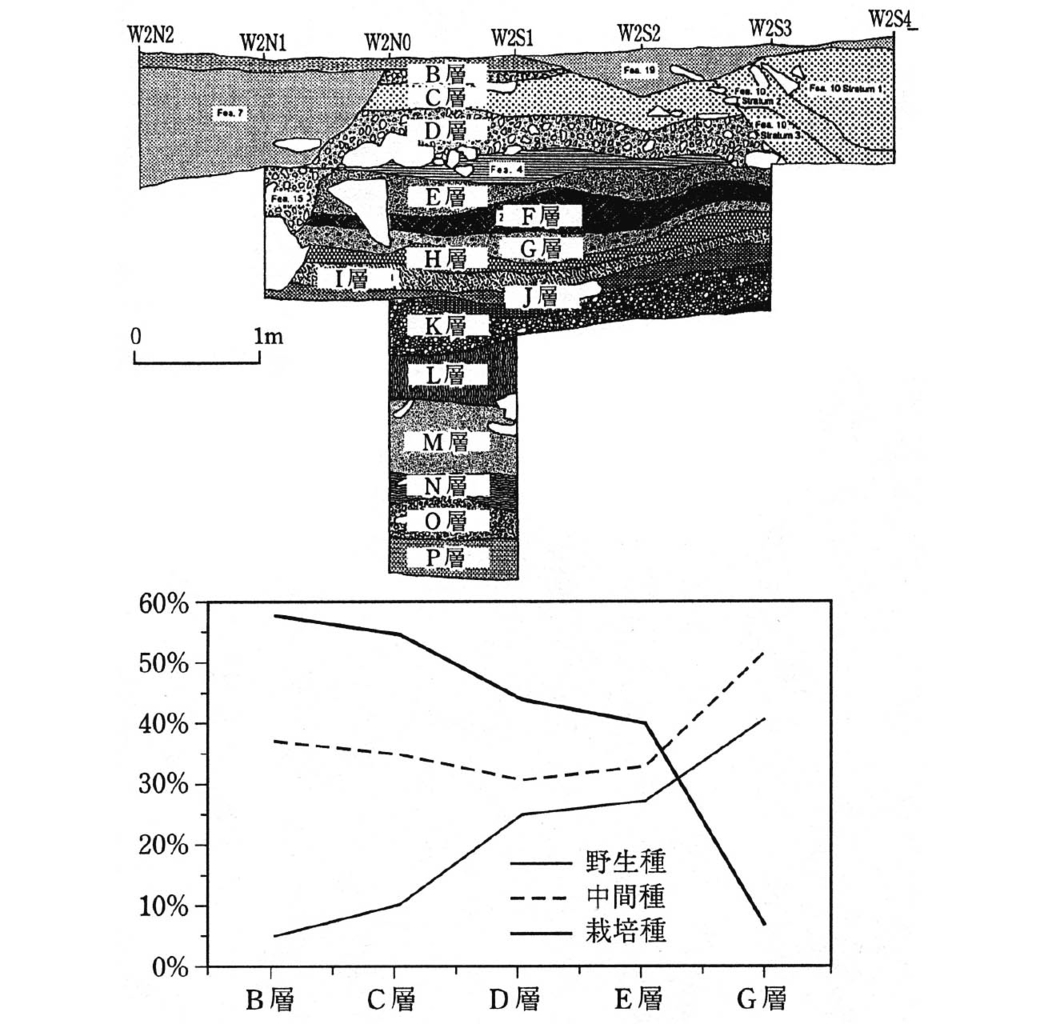 W2N2 W2N1 W2N0 W2S1 W2S2 W2S3 W2S4
B層
C層
D層
Fea. 7
Fea. 19
Fea. 10 Stratum 2
Fea. 10 Stratum 1
Fea. 10 Stratum 3
Fea. 4
Fea. 15
E層
F層
G層
H層
I層
J層
K層
L層
M層
N層
O層
P層
0 1m
60%
50%
40%
30%
20%
10%
0%
野生種
中間種
栽培種
B層 C層 D層 E層 G層